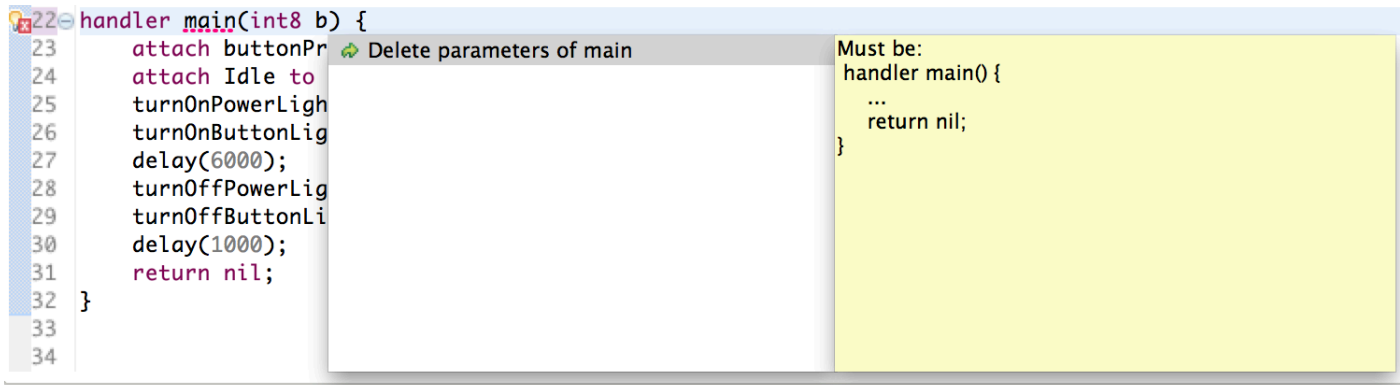 22 handler main(int8 b) {
23 attach buttonPr
24 attach Idle to
25 turnOnPowerLigh
26 turnOnButtonLig
27 delay(6000);
28 turnOffPowerLig
29 turnOffButtonLi
30 delay(1000);
31 return nil;
32 }
33
34
Delete parameters of main
Must be:
handler main() {
...
return nil;
}